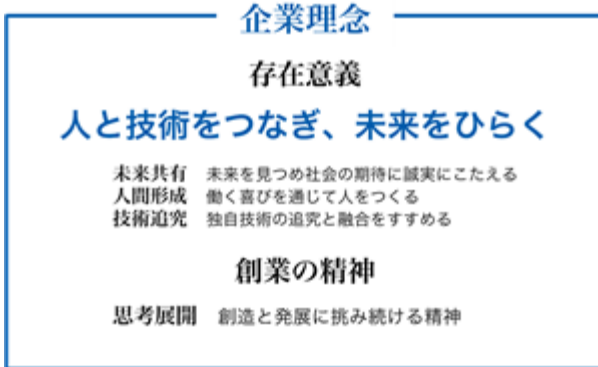 企業理念
存在意義
人と技術をつなぎ、未来をひらく
未来共有 未来を見つめ社会の期待に誠実にこたえる
人間形成 働く喜びを通じて人をつくる
技術追究 独自技術の追究と融合をすすめる
創業の精神
思考展開 創造と発展に挑み続ける精神